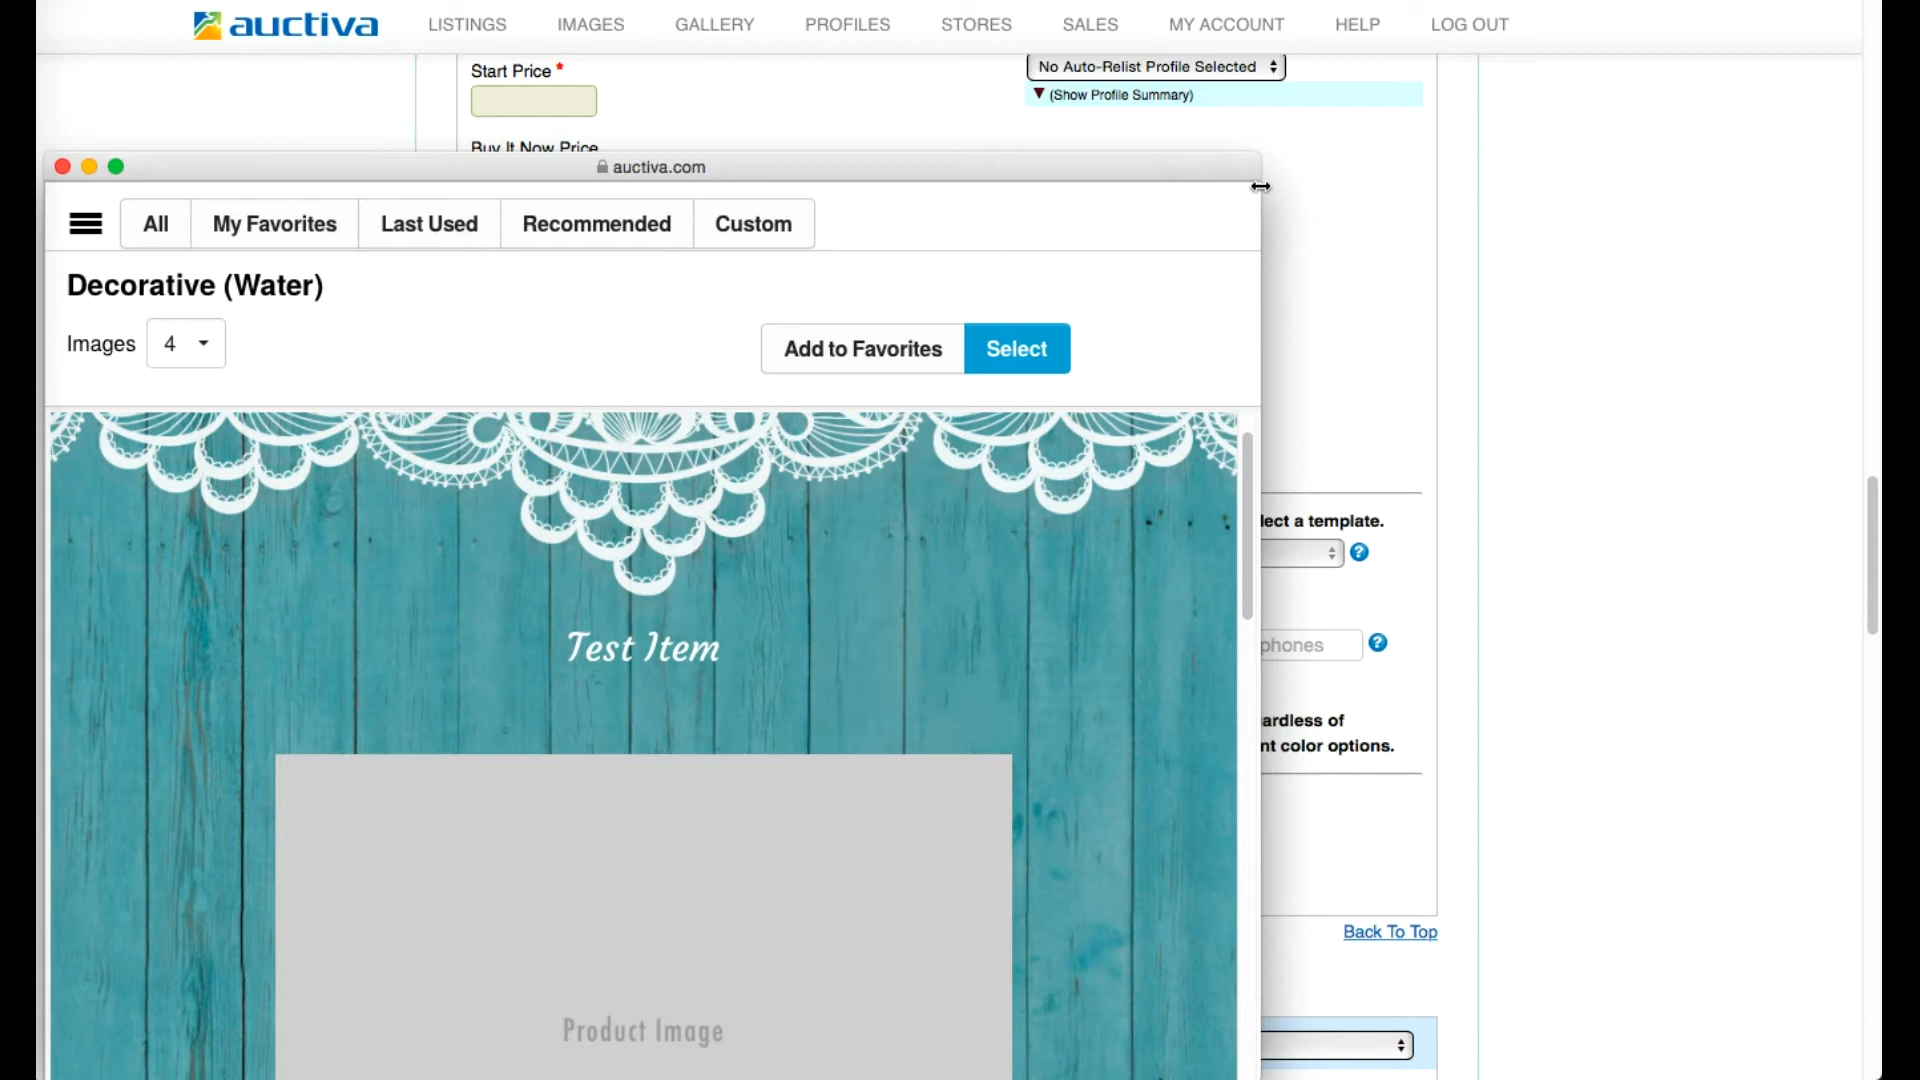 auctiva
LISTINGS
IMAGES
GALLERY
PROFILES
STORES
SALES
MY ACCOUNT
HELP
LOG OUT
Start Price *
No Auto-Relist Profile Selected
(Show Profile Summary)
Buy It Now Price
auctiva.com
All
My Favorites
Last Used
Recommended
Custom
Decorative (Water)
Images 4
Add to Favorites
Select
Test Item
Product Image
lect a template.
?
phones
?
ardless of
nt color options.
Back To Top